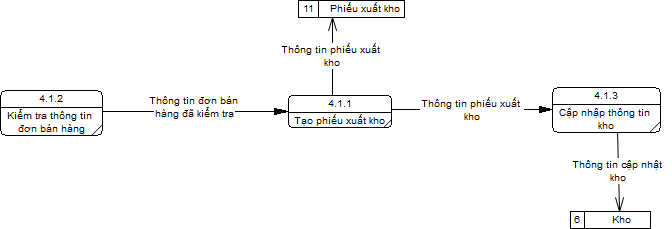 11 Phiếu xuất kho
Thông tin phiếu xuất
kho
4.1.2
Kiểm tra thông tin
đơn bán hàng
Thông tin đơn bán
hàng đã kiểm tra
4.1.1
Tạo phiếu xuất kho
Thông tin phiếu xuất
kho
4.1.3
Cập nhập thông tin
kho
Thông tin cập nhật
kho
6 Kho